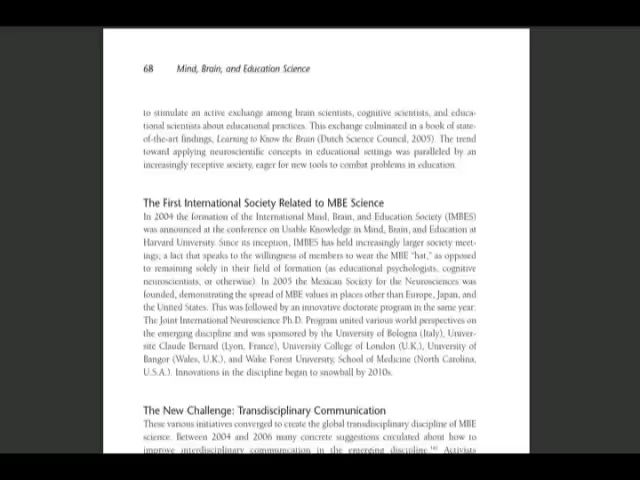 68 Mind, Brain, and Education Science
to stimulate an active exchange among brain scientists, cognitive scientists, and educa-
tional scientists about educational practices. This exchange culminated in a book of state-
of-the-art findings, Learning to Know the Brain (Dutch Science Council, 2005). The trend
toward applying neuroscientific concepts in educational settings was paralleled by an
increasingly receptive society, eager for new tools to combat problems in education.
The First International Society Related to MBE Science
In 2004 the formation of the International Mind, Brain, and Education Society (IMBES)
was announced at the conference on Usable Knowledge in Mind, Brain, and Education at
Harvard University. Since its inception, IMBES has held increasingly larger society meet-
ings, a fact that speaks to the willingness of members to wear the MBE "hat," as opposed
to remaining solely in their field of formation (as educational psychologists, cognitive
neuroscientists, or otherwise). In 2005 the Mexican Society for the Neurosciences was
founded, demonstrating the spread of MBE values in places other than Europe, Japan, and
the United States. This was followed by an innovative doctorate program in the same year.
The Joint International Neuroscience Ph.D. Program united various world perspectives on
the emerging discipline and was sponsored by the University of Bologna (Italy), Univer-
site Claude Bernard (Lyon, France), University College of London (U.K.), University of
Bangor (Wales, U.K.), and Wake Forest University, School of Medicine (North Carolina,
U.S.A.). Innovations in the discipline began to snowball by 2010s.
The New Challenge: Transdisciplinary Communication
These various initiatives converged to create the global transdisciplinary discipline of MBE
science. Between 2004 and 2006 many concrete suggestions circulated about how to
improve interdisciplinary communication in the emerging discipline. Activists